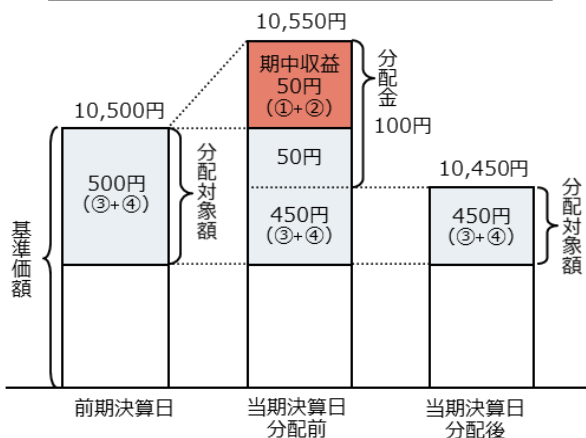 10,550円
期中収益
50円
(①+②)
分配金
100円
10,500円
500円
(③+④)
分配対象額
50円
450円
(③+④)
10,450円
450円
(③+④)
分配対象額
基準価額
前期決算日
当期決算日
分配前
当期決算日
分配後